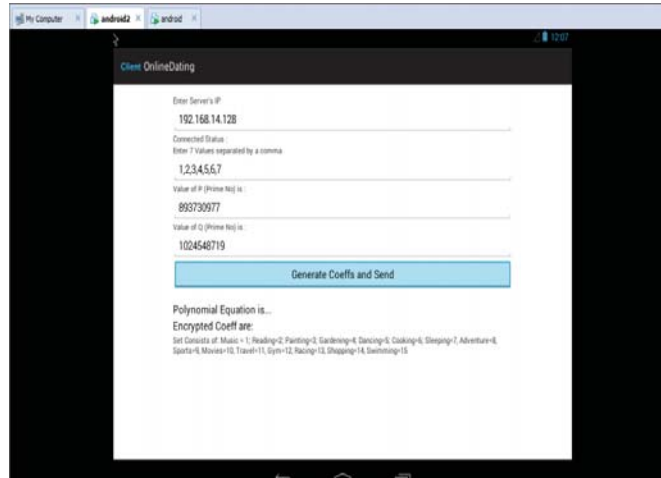 My Computer × android2 × android ×
12:07
Client OnlineDating
Enter Server's IP
192.168.14.128
Connected Status :
Enter 7 Values separated by a comma
1,2,3,4,5,6,7
Value of P (Prime No) is :
893730977
Value of Q (Prime No) is :
1024548719
Generate Coeffs and Send
Polynomial Equation is...
Encrypted Coeff are:
Set Consists of: Music = 1; Reading=2; Painting=3; Gardening=4; Dancing=5; Cooking=6; Sleeping=7, Adventure=8,
Sports=9, Movies=10, Travel=11, Gym=12, Racing=13, Shopping=14, Swimming=15